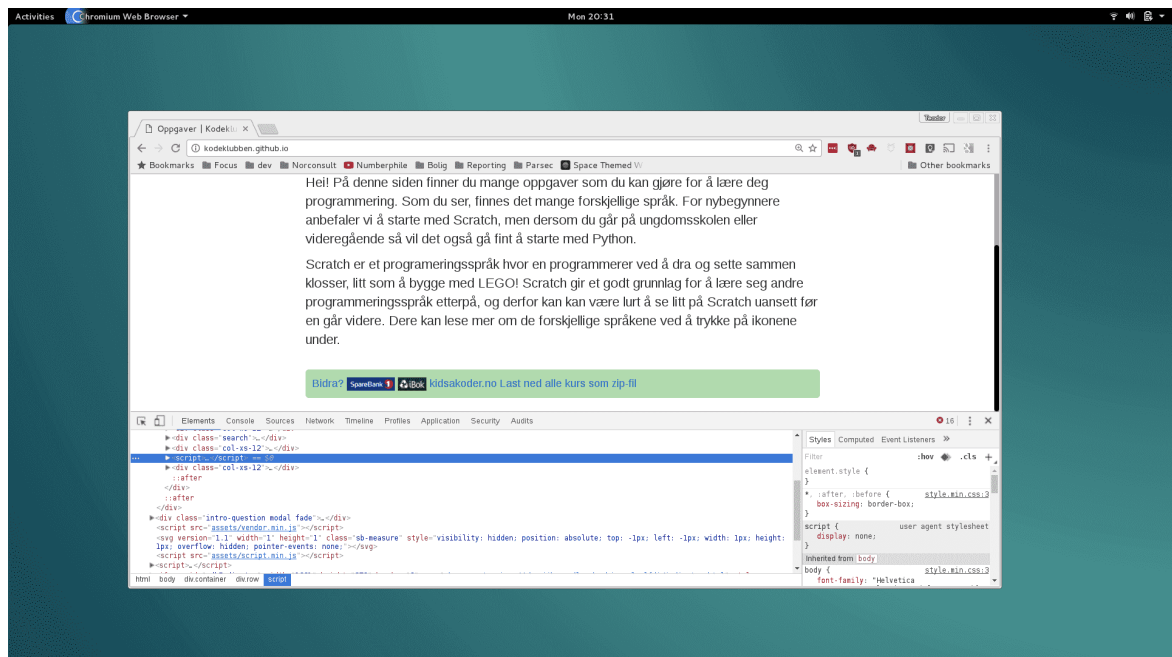 Activities Chromium Web Browser Mon 20:31
Oppgaver | Kodeklu
kodeklubben.github.io
Bookmarks Focus dev Norconsult Numberphile Bolig Reporting Parsec Space Themed W Other bookmarks
Hei! På denne siden finner du mange oppgaver som du kan gjøre for å lære deg
programmering. Som du ser, finnes det mange forskjellige språk. For nybegynnere
anbefaler vi å starte med Scratch, men dersom du går på ungdomsskolen eller
videregående så vil det også gå fint å starte med Python.
Scratch er et programeringsspråk hvor en programmerer ved å dra og sette sammen
klosser, litt som å bygge med LEGO! Scratch gir et godt grunnlag for å lære seg andre
programmeringsspråk etterpå, og derfor kan kan være lurt å se litt på Scratch uansett før
en går videre. Dere kan lese mer om de forskjellige språkene ved å trykke på ikonene
under.
Bidra? SpareBank 1 iBok kidsakoder.no Last ned alle kurs som zip-fil
Elements Console Sources Network Timeline Profiles Application Security Audits 16
<div class="search">…</div>
<div class="col-xs-12">…</div>
<script>…</script> == $0
<div class="col-xs-12">…</div>
::after
</div>
::after
</div>
<div class="intro-question modal fade">…</div>
<script src="assets/vendor.min.js"></script>
<svg version="1.1" width="1" height="1" class="sb-measure" style="visibility: hidden; position: absolute; top: -1px; left: -1px; width: 1px; height:
1px; overflow: hidden; pointer-events: none;"></svg>
<script src="assets/script.min.js"></script>
<script>…</script>
html body div.container div.row script
Styles Computed Event Listeners »
Filter :hov .cls +
element.style {
}
*, :after, :before { style.min.css:3
box-sizing: border-box;
}
script { user agent stylesheet
display: none;
}
Inherited from body
body { style.min.css:3
font-family: "Helvetica